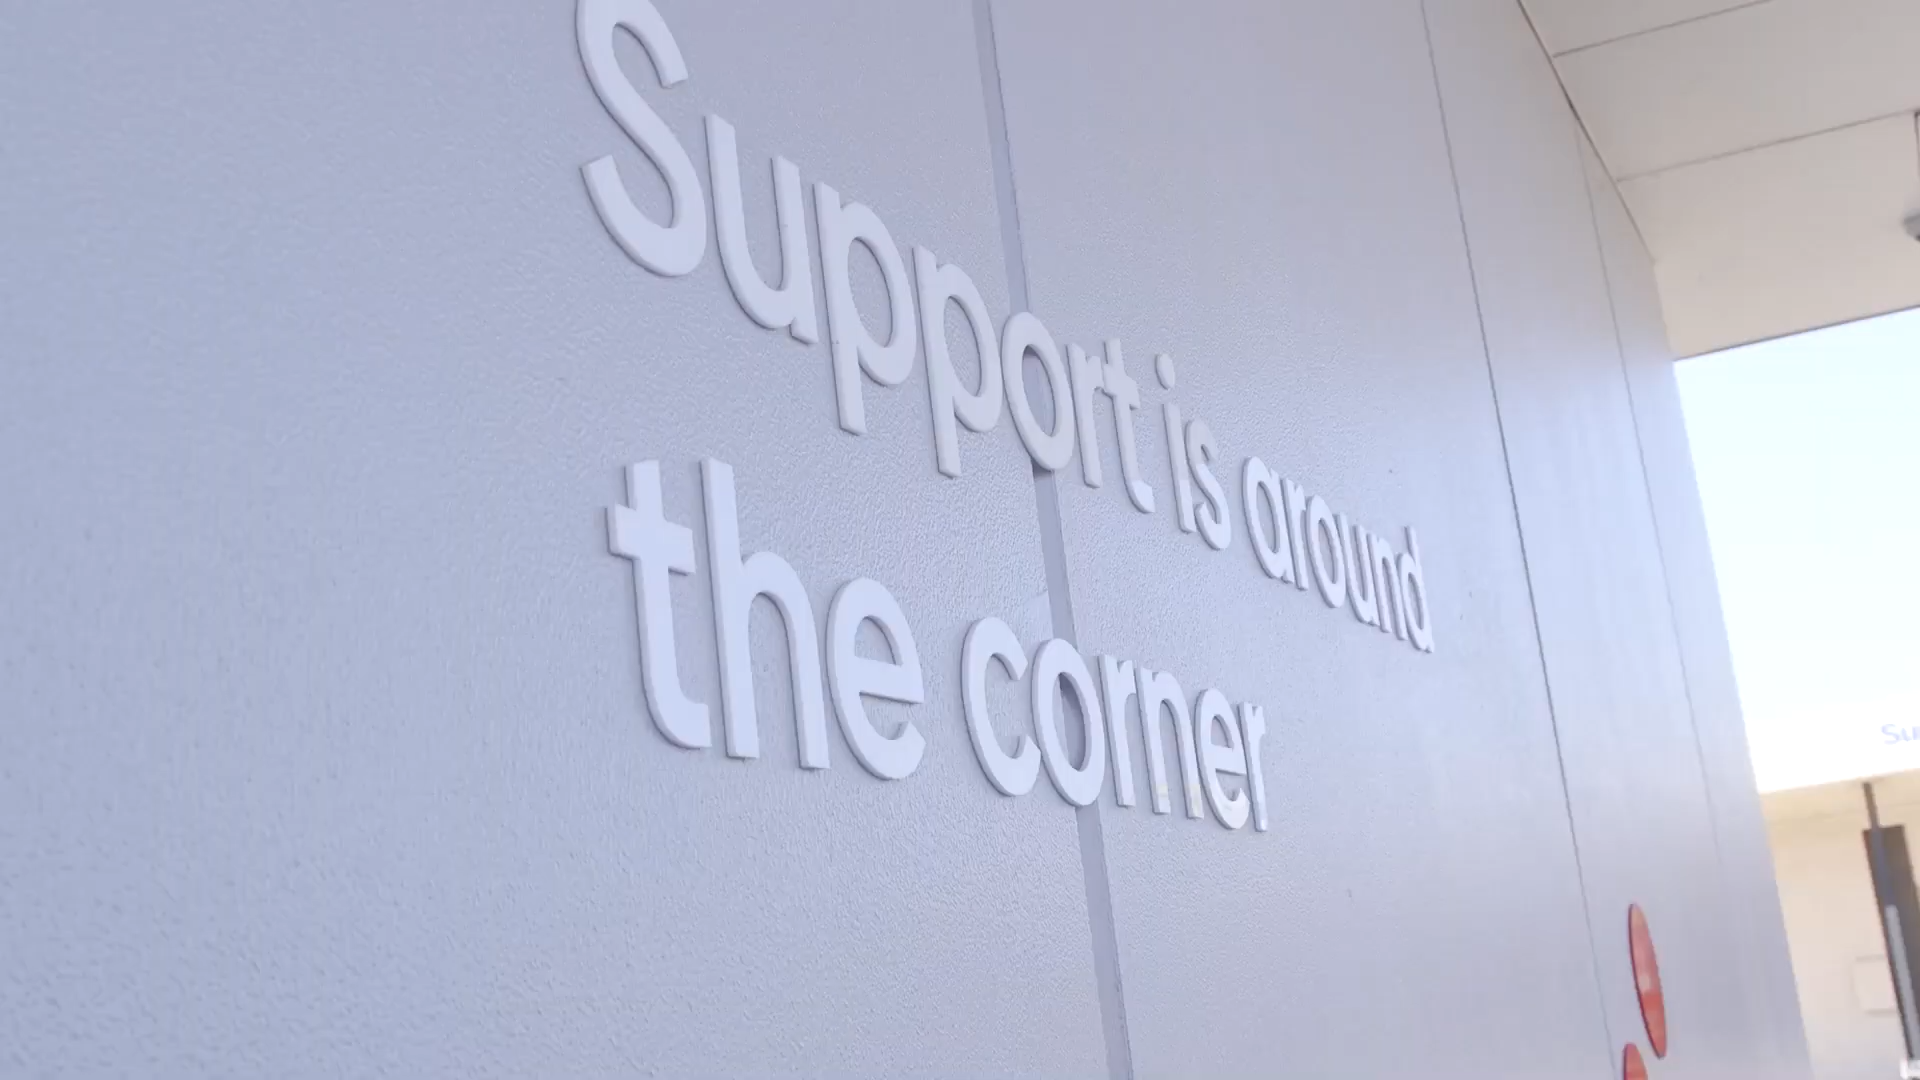 Support is around
the corner